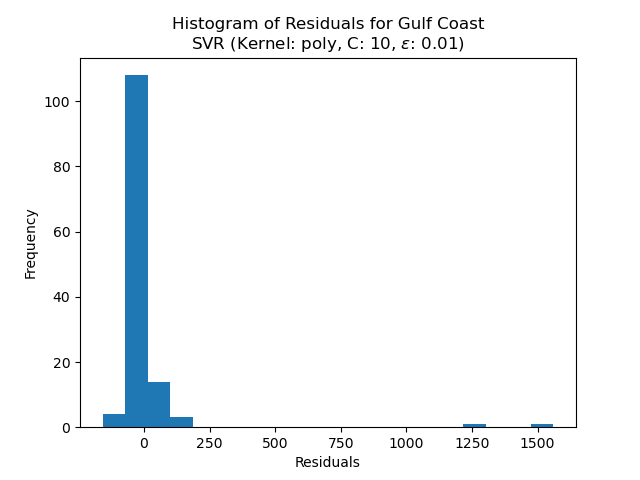 Histogram of Residuals for Gulf Coast
SVR (Kernel: poly, C: 10, ε: 0.01)
100
80
60
40
20
0
Frequency
0 250 500 750 1000 1250 1500
Residuals